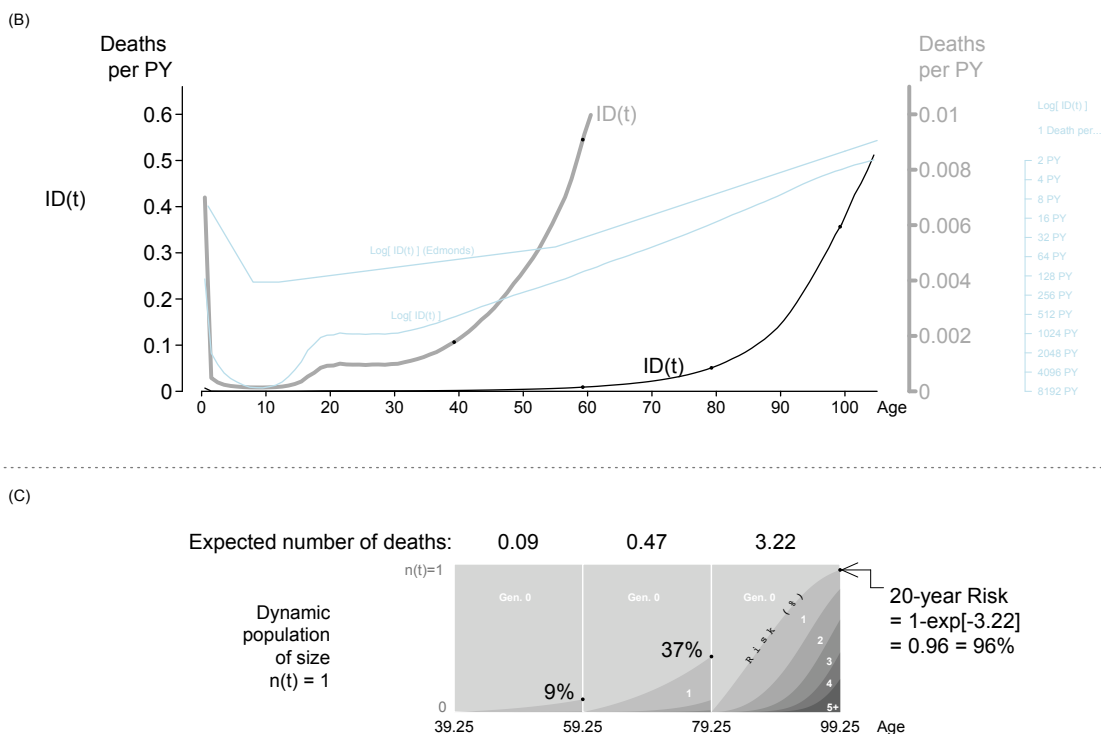 (B)
Deaths
per PY
Deaths
per PY
Log[ ID(t) ]
1 Death per...
0.6
0.5
0.4
0.3
0.2
0.1
0
ID(t)
ID(t)
Log[ ID(t) ] (Edmonds)
Log[ ID(t) ]
ID(t)
0.01
0.008
0.006
0.004
0.002
0
2 PY
4 PY
8 PY
16 PY
32 PY
64 PY
128 PY
256 PY
512 PY
1024 PY
2048 PY
4096 PY
8192 PY
0 10 20 30 40 50 60 70 80 90 100 Age
(C)
Expected number of deaths: 0.09 0.47 3.22
n(t)=1
Dynamic
population
of size
n(t) = 1
Gen. 0 Gen. 0 Gen. 0
Risk (%)
9%
37%
1
1
2
3
4
5+
20-year Risk
= 1-exp[-3.22]
= 0.96 = 96%
0
39.25 59.25 79.25 99.25 Age